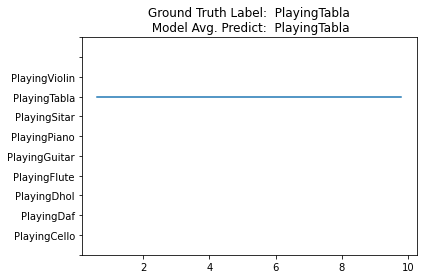 Ground Truth Label: PlayingTabla
Model Avg. Predict: PlayingTabla
PlayingViolin
PlayingTabla
PlayingSitar
PlayingPiano
PlayingGuitar
PlayingFlute
PlayingDhol
PlayingDaf
PlayingCello
2 4 6 8 10